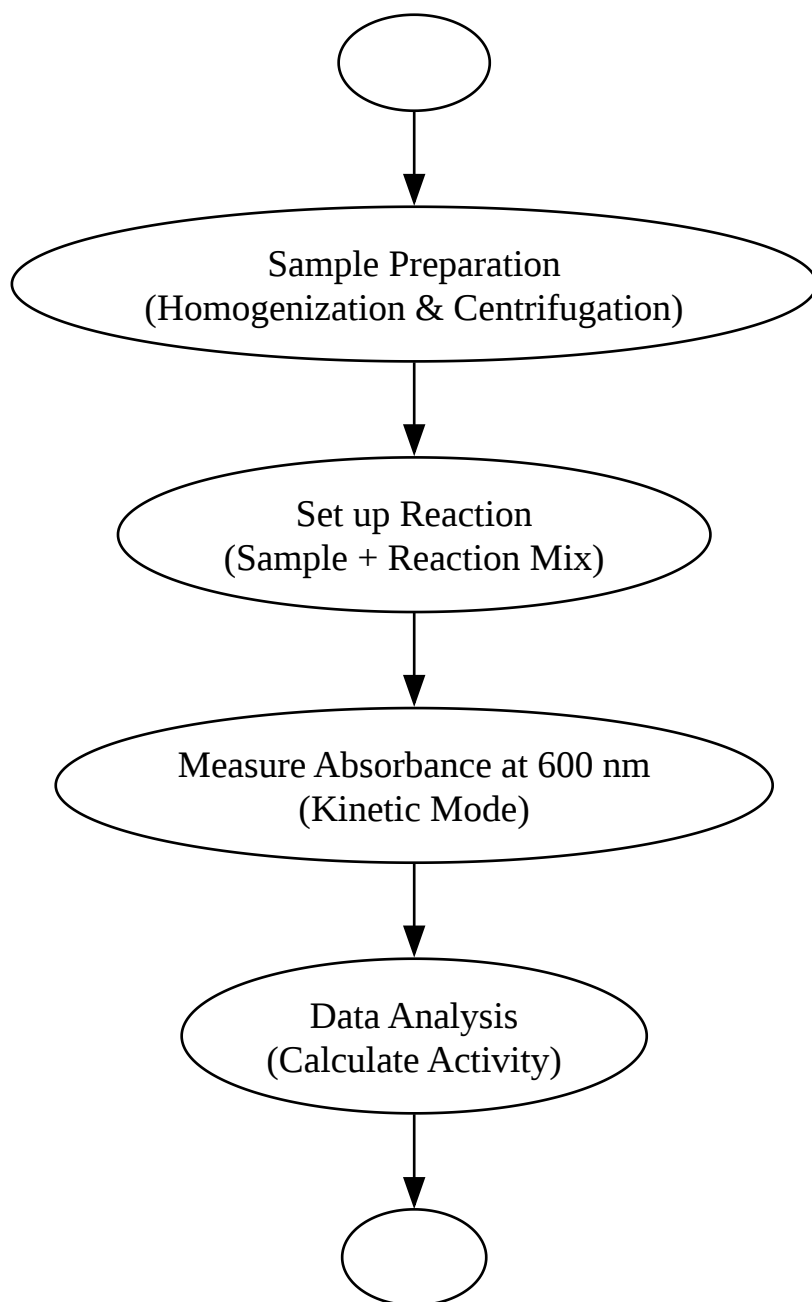 Sample Preparation
(Homogenization & Centrifugation)
Set up Reaction
(Sample + Reaction Mix)
Measure Absorbance at 600 nm
(Kinetic Mode)
Data Analysis
(Calculate Activity)